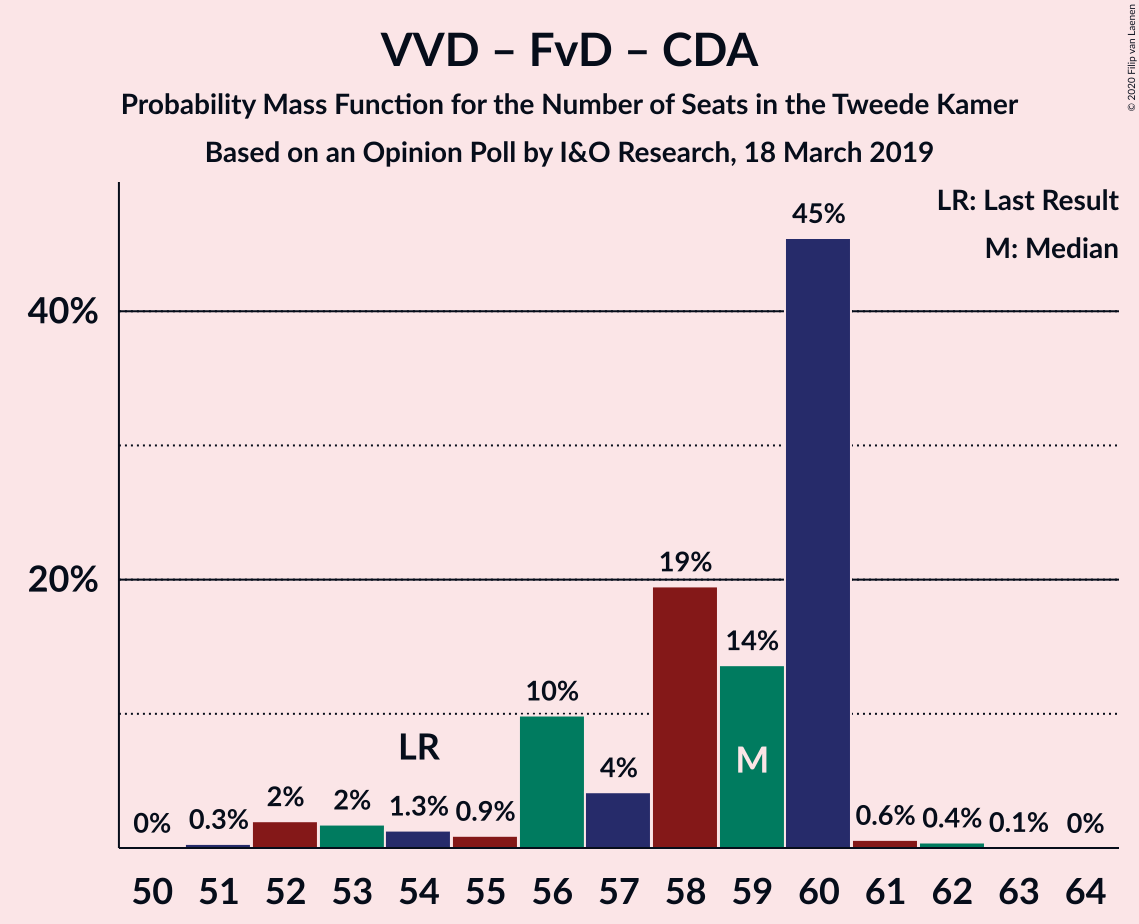 VVD – FvD – CDA
Probability Mass Function for the Number of Seats in the Tweede Kamer
Based on an Opinion Poll by I&O Research, 18 March 2019
© 2020 Filip van Laenen
LR: Last Result
M: Median
40%
20%
0%
0.3%
2%
2%
1.3%
LR
0.9%
10%
4%
19%
14%
M
45%
0.6%
0.4%
0.1%
0%
50 51 52 53 54 55 56 57 58 59 60 61 62 63 64